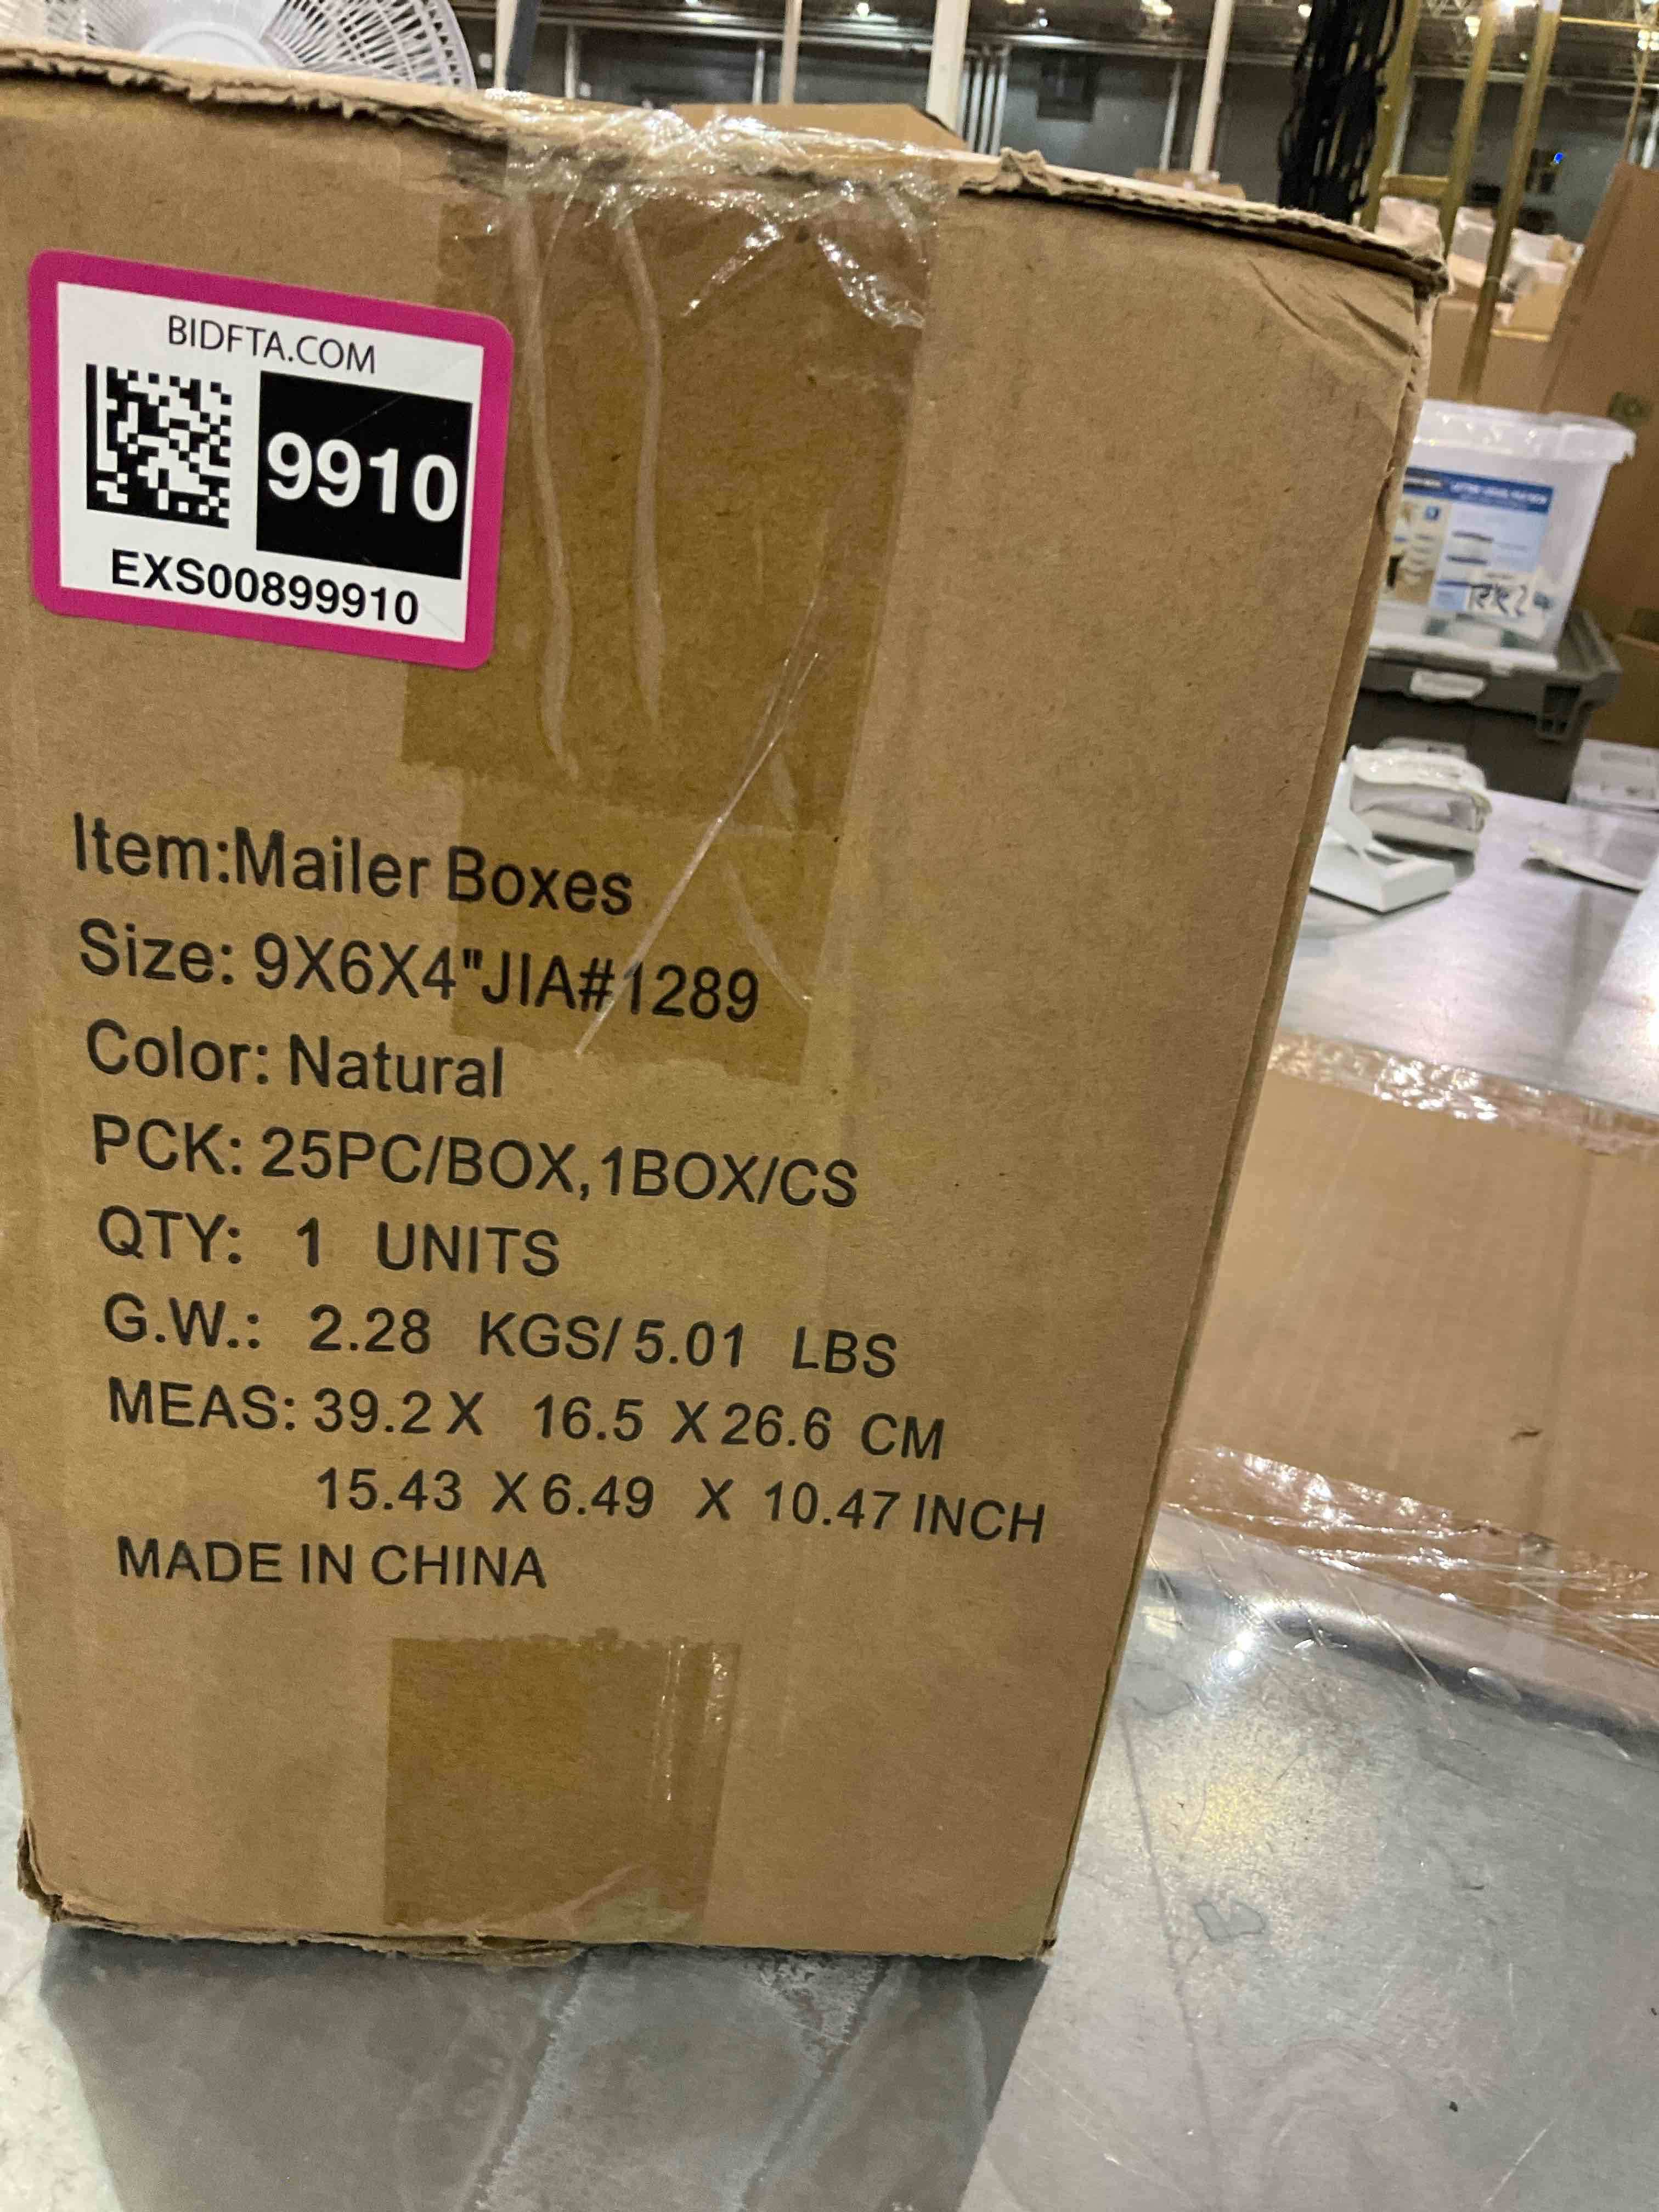 BIDFTA.COM
9910
EXS00899910
Item:Mailer Boxes
Size: 9X6X4"JIA#1289
Color: Natural
PCK: 25PC/BOX,1BOX/CS
QTY: 1 UNITS
G.W.: 2.28 KGS/ 5.01 LBS
MEAS: 39.2 X 16.5 X 26.6 CM
15.43 X 6.49 X 10.47 INCH
MADE IN CHINA